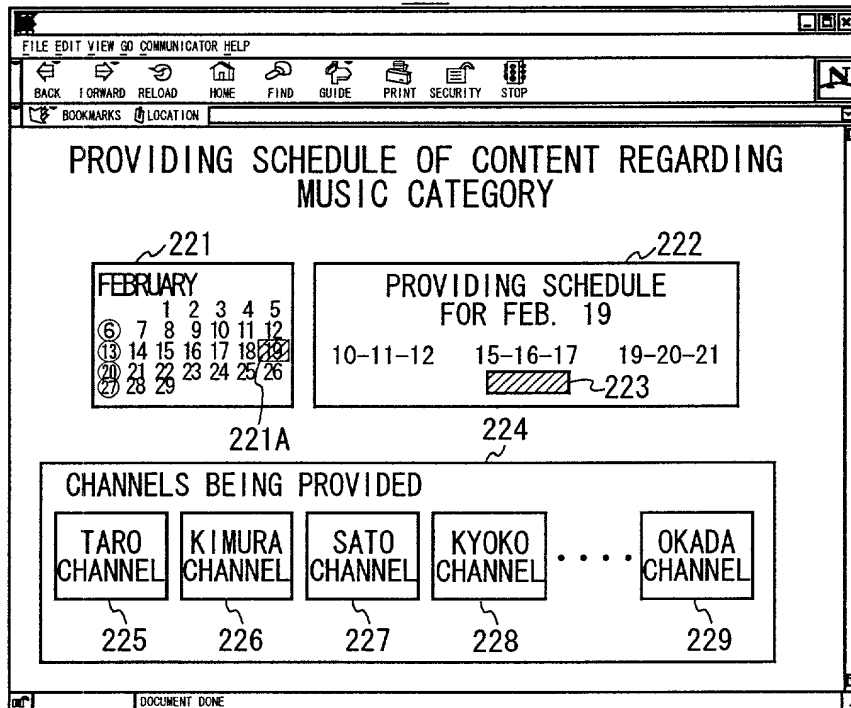 FILE EDIT VIEW GO COMMUNICATOR HELP
BACK FORWARD RELOAD HOME FIND GUIDE PRINT SECURITY STOP
N
BOOKMARKS LOCATION
PROVIDING SCHEDULE OF CONTENT REGARDING
MUSIC CATEGORY
221
222
FEBRUARY
1 2 3 4 5
6 7 8 9 10 11 12
13 14 15 16 17 18 19
20 21 22 23 24 25 26
27 28 29
PROVIDING SCHEDULE
FOR FEB. 19
10-11-12 15-16-17 19-20-21
223
221A
224
CHANNELS BEING PROVIDED
TARO
CHANNEL
KIMURA
CHANNEL
SATO
CHANNEL
KYOKO
CHANNEL
....
OKADA
CHANNEL
225 226 227 228 229
DOCUMENT DONE